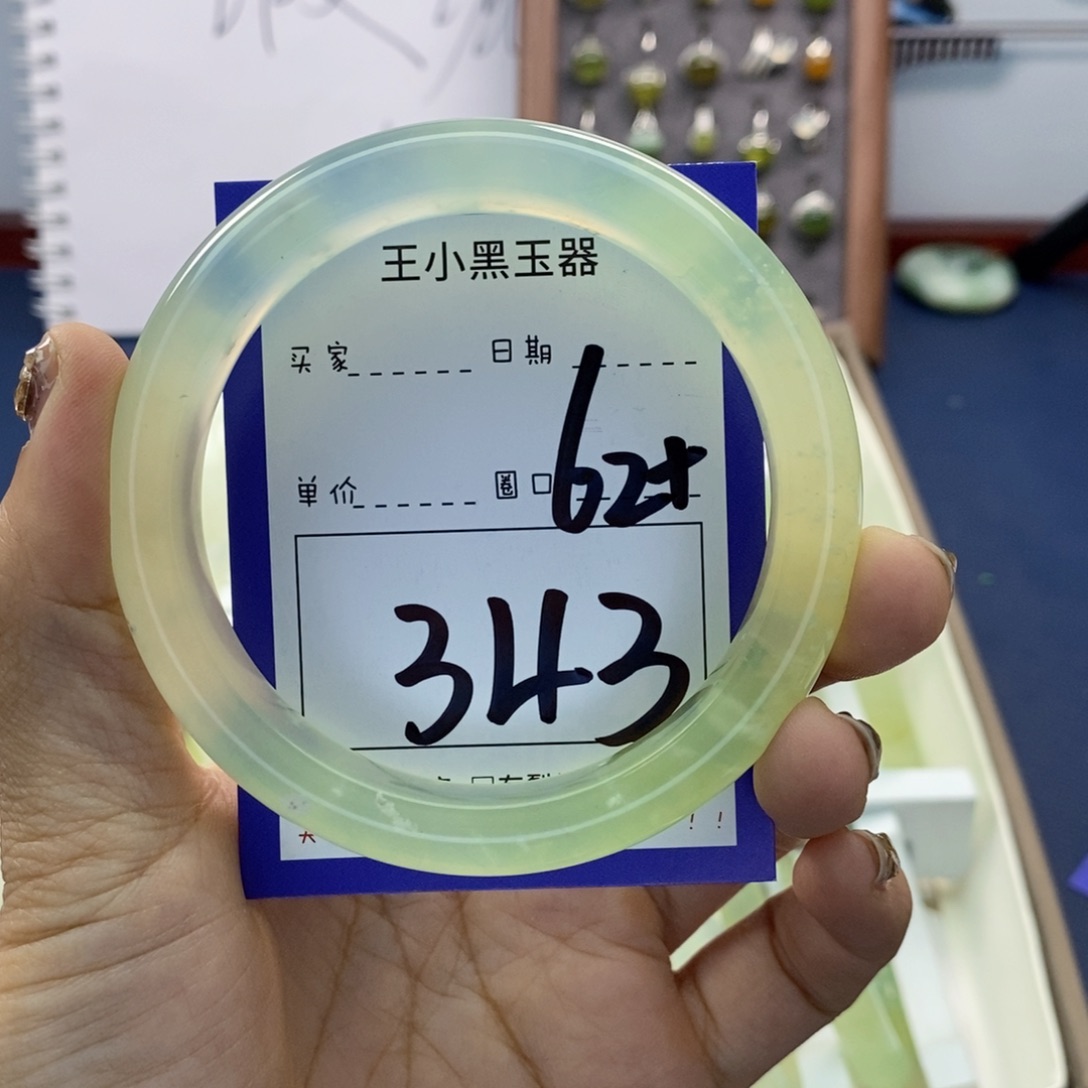 王小黑玉器
买家 日期
单价 圈口 62+
343
!!